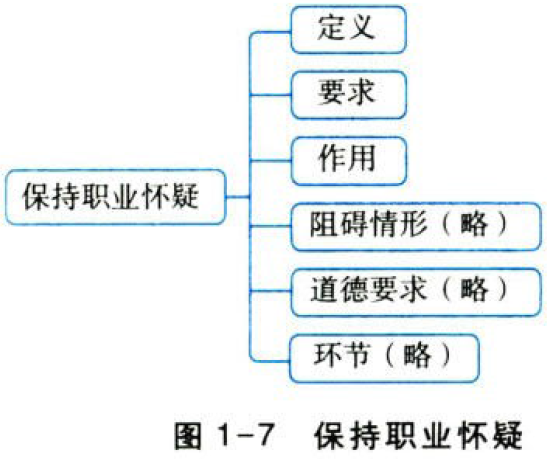 定义
要求
作用
保持职业怀疑
阻碍情形（略）
道德要求（略）
环节（略）
图 1-7 保持职业怀疑